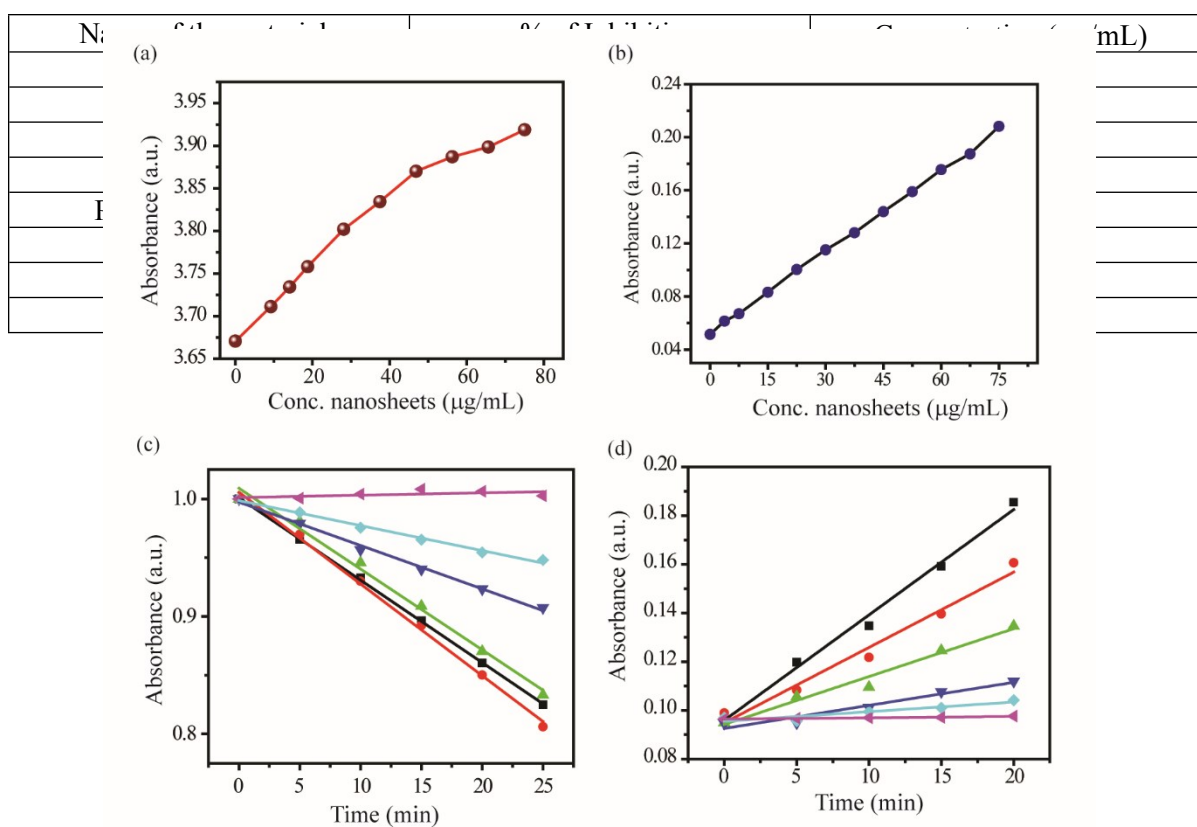 (a)
3.95
3.90
3.85
3.80
3.75
3.70
3.65
Absorbance (a.u.)
0 20 40 60 80
Conc. nanosheets (μg/mL)
(b)
0.24
0.20
0.16
0.12
0.08
0.04
Absorbance (a.u.)
0 15 30 45 60 75
Conc. nanosheets (μg/mL)
(c)
1.0
0.9
0.8
Absorbance (a.u.)
0 5 10 15 20 25
Time (min)
(d)
0.20
0.18
0.16
0.14
0.12
0.10
0.08
Absorbance (a.u.)
0 5 10 15 20
Time (min)